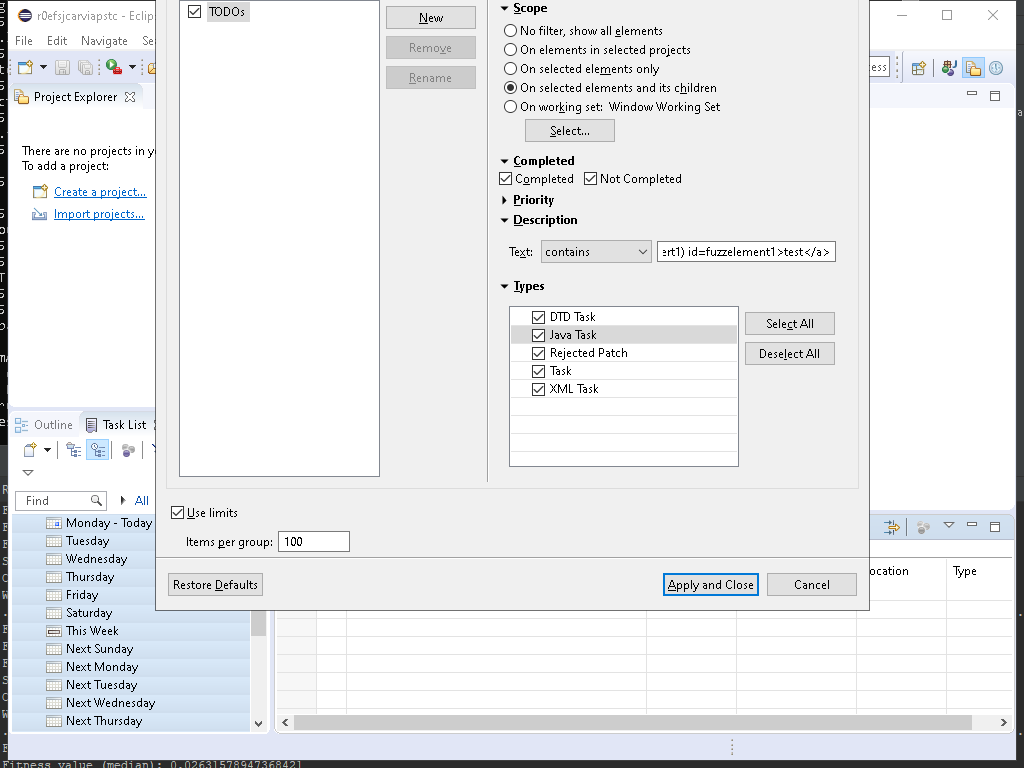 r0efsjcarviapstc - Eclip
File Edit Navigate Se
Project Explorer
There are no projects in y
To add a project:
Create a project...
Import projects...
TODOs
New
Remove
Rename
Scope
No filter, show all elements
On elements in selected projects
On selected elements only
On selected elements and its children
On working set: Window Working Set
Select...
Completed
Completed Not Completed
Priority
Description
Text: contains ert1) id=fuzzelement1>test</a>
Types
DTD Task
Java Task
Rejected Patch
Task
XML Task
Select All
Deselect All
Use limits
Items per group: 100
Restore Defaults
Apply and Close
Cancel
ess
Outline Task List
Find All
Monday - Today
Tuesday
Wednesday
Thursday
Friday
Saturday
This Week
Next Sunday
Next Monday
Next Tuesday
Next Wednesday
Next Thursday
ocation Type
Fitness value (median): 0.02631578947368421